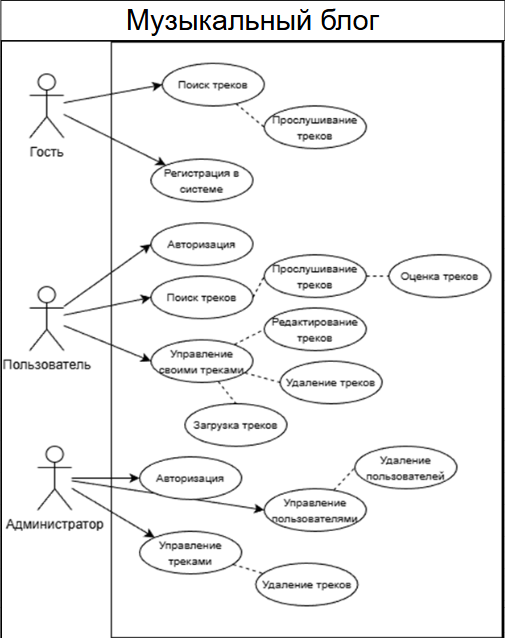 Музыкальный блог
Поиск треков
Прослушивание
треков
Гость
Регистрация в
системе
Авторизация
Прослушивание
треков
Оценка треков
Поиск треков
Редактирование
треков
Пользователь
Управление
своими треками
Удаление треков
Загрузка треков
Удаление
пользователей
Авторизация
Управление
пользователями
Администратор
Управление
треками
Удаление треков